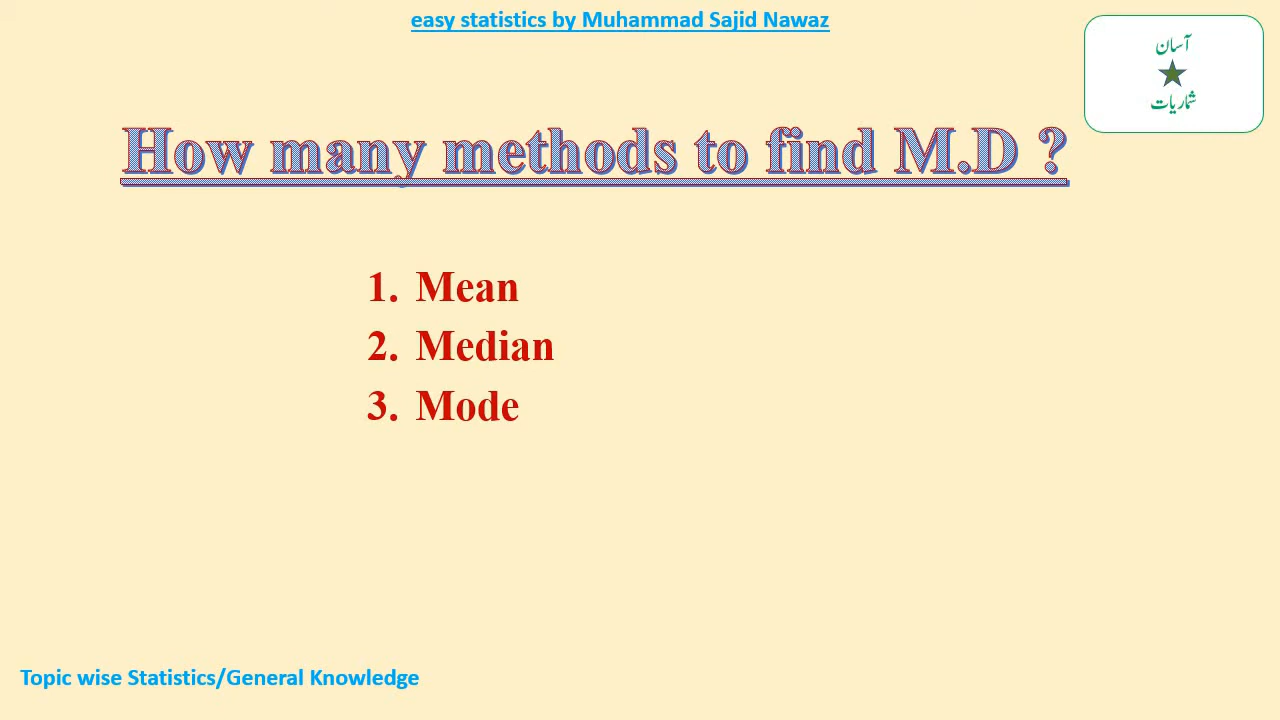 easy statistics by Muhammad Sajid Nawaz
آسان
شماریات
How many methods to find M.D ?
1. Mean
2. Median
3. Mode
Topic wise Statistics/General Knowledge